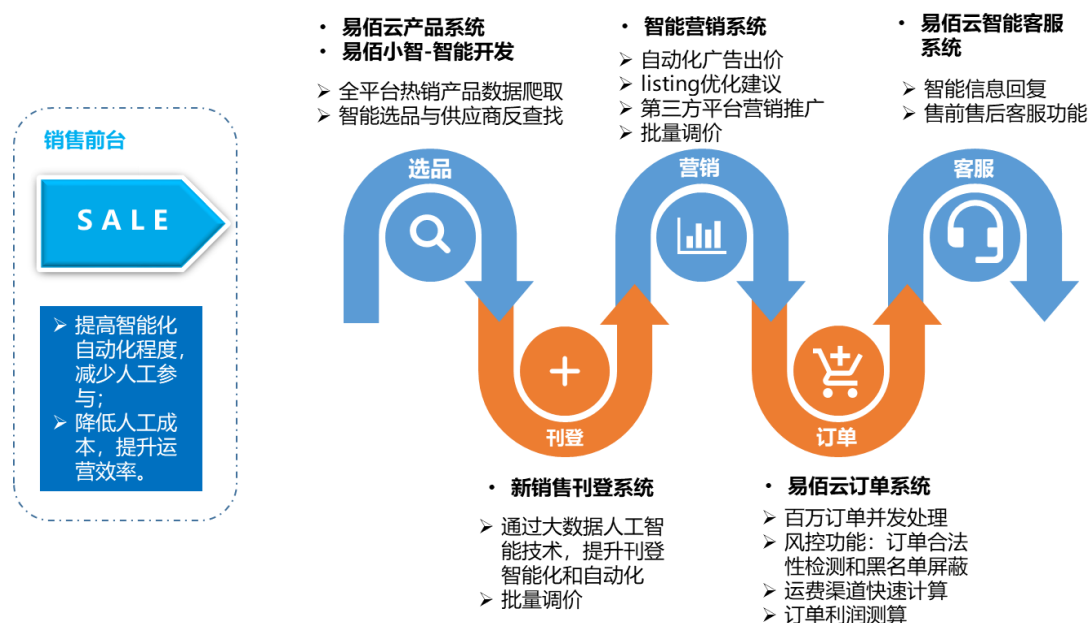 销售前台
SALE
➢ 提高智能化
自动化程度，
减少人工参
与；
➢ 降低人工成
本，提升运
营效率。
• 易佰云产品系统
• 易佰小智-智能开发
➢ 全平台热销产品数据爬取
➢ 智能选品与供应商反查找
选品
• 新销售刊登系统
➢ 通过大数据人工智
能技术，提升刊登
智能化和自动化
➢ 批量调价
刊登
• 智能营销系统
➢ 自动化广告出价
➢ listing优化建议
➢ 第三方平台营销推广
➢ 批量调价
营销
• 易佰云订单系统
➢ 百万订单并发处理
➢ 风控功能：订单合法
性检测和黑名单屏蔽
➢ 运费渠道快速计算
➢ 订单利润测算
订单
• 易佰云智能客服
系统
➢ 智能信息回复
➢ 售前售后客服功能
客服